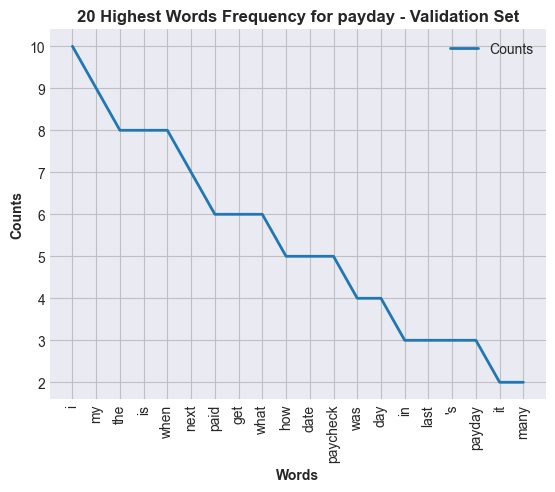 20 Highest Words Frequency for payday - Validation Set
Counts
10
9
8
7
6
5
4
3
2
Counts
i
my
the
is
when
next
paid
get
what
how
date
paycheck
was
day
in
last
's
payday
it
many
Words